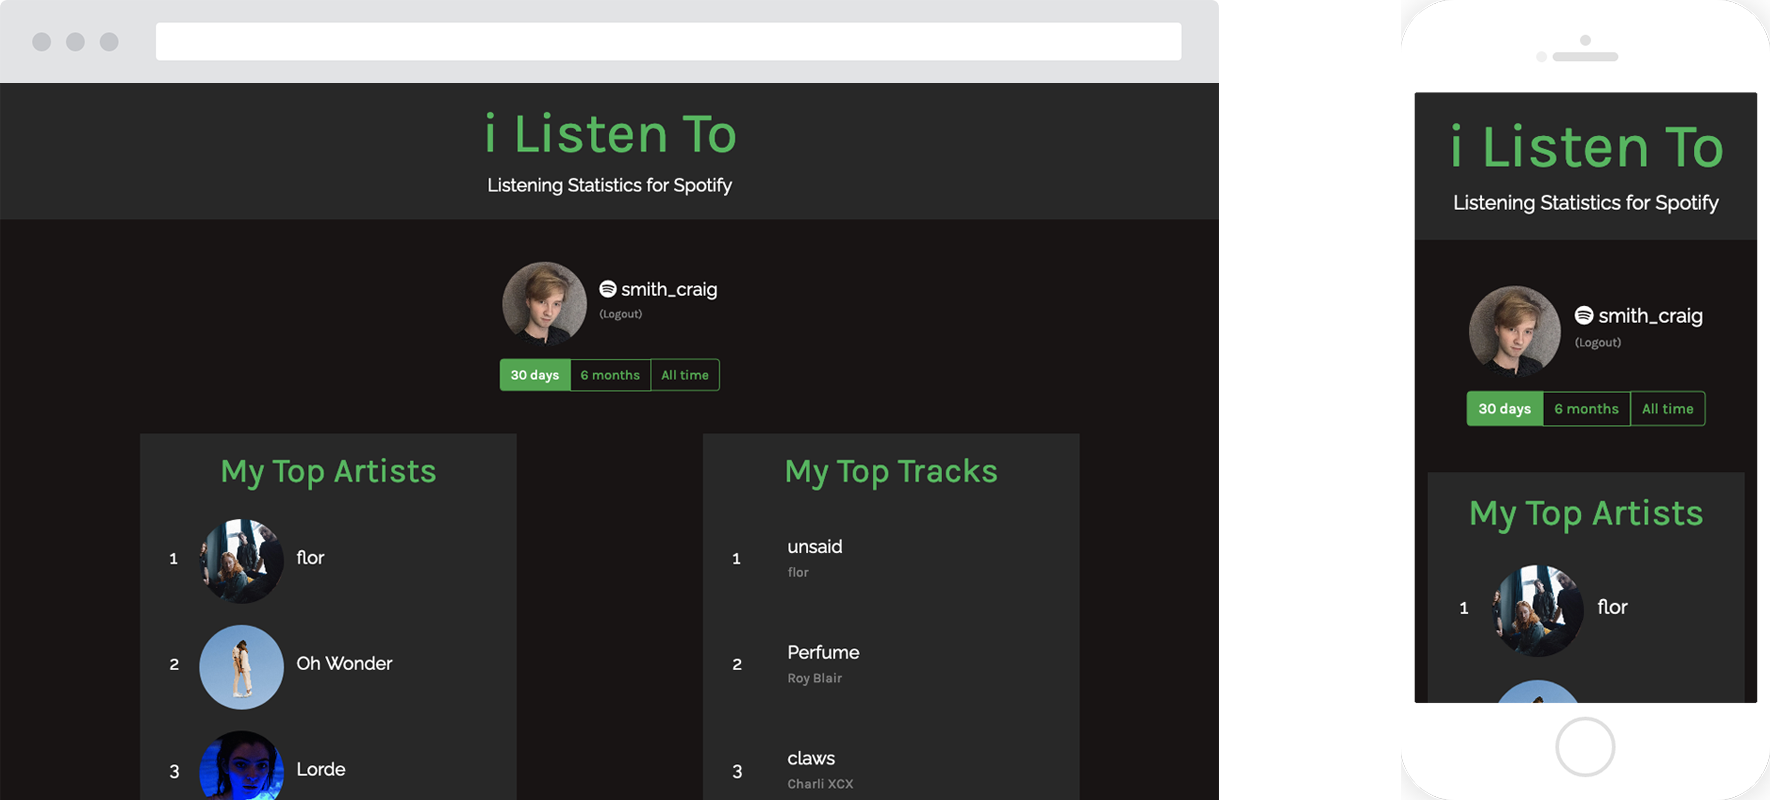 i Listen To
Listening Statistics for Spotify
smith_craig
(Logout)
30 days 6 months All time
My Top Artists
1 flor
2 Oh Wonder
3 Lorde
My Top Tracks
1 unsaid
flor
2 Perfume
Roy Blair
3 claws
Charli XCX
i Listen To
Listening Statistics for Spotify
smith_craig
(Logout)
30 days 6 months All time
My Top Artists
1 flor